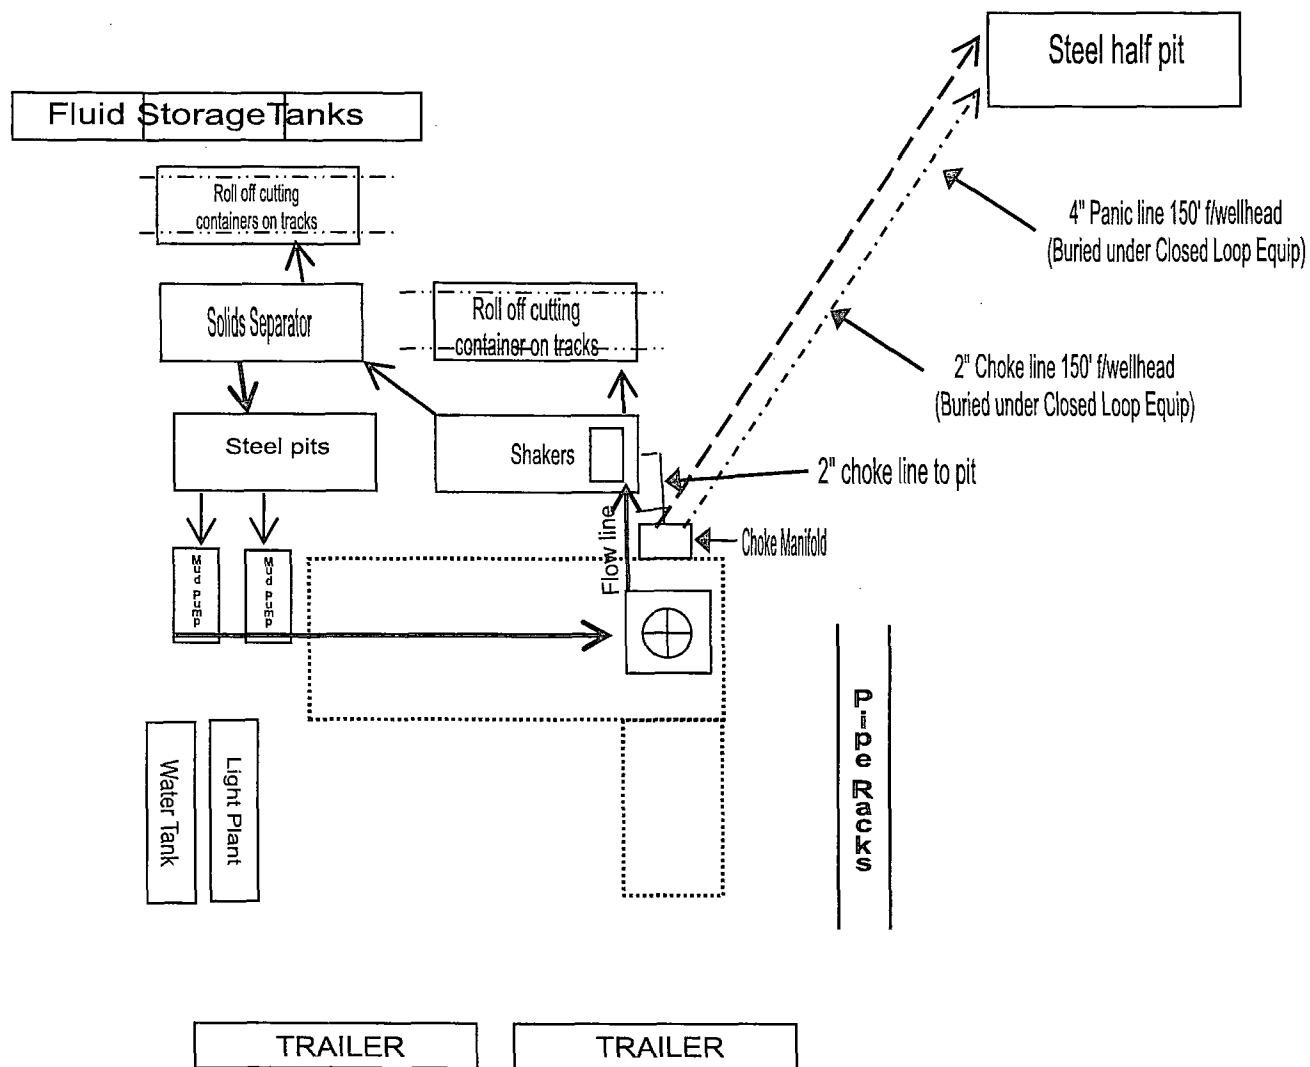 Steel half pit
Fluid StorageTanks
Roll off cutting
containers on tracks
4" Panic line 150' f/wellhead
(Buried under Closed Loop Equip)
Solids Separator
Roll off cutting
container on tracks
2" Choke line 150' f/wellhead
(Buried under Closed Loop Equip)
Steel pits
Shakers
2" choke line to pit
Flow line
Choke Manifold
Mud Pump
Mud Pump
Pipe Racks
Water Tank
Light Plant
TRAILER
TRAILER